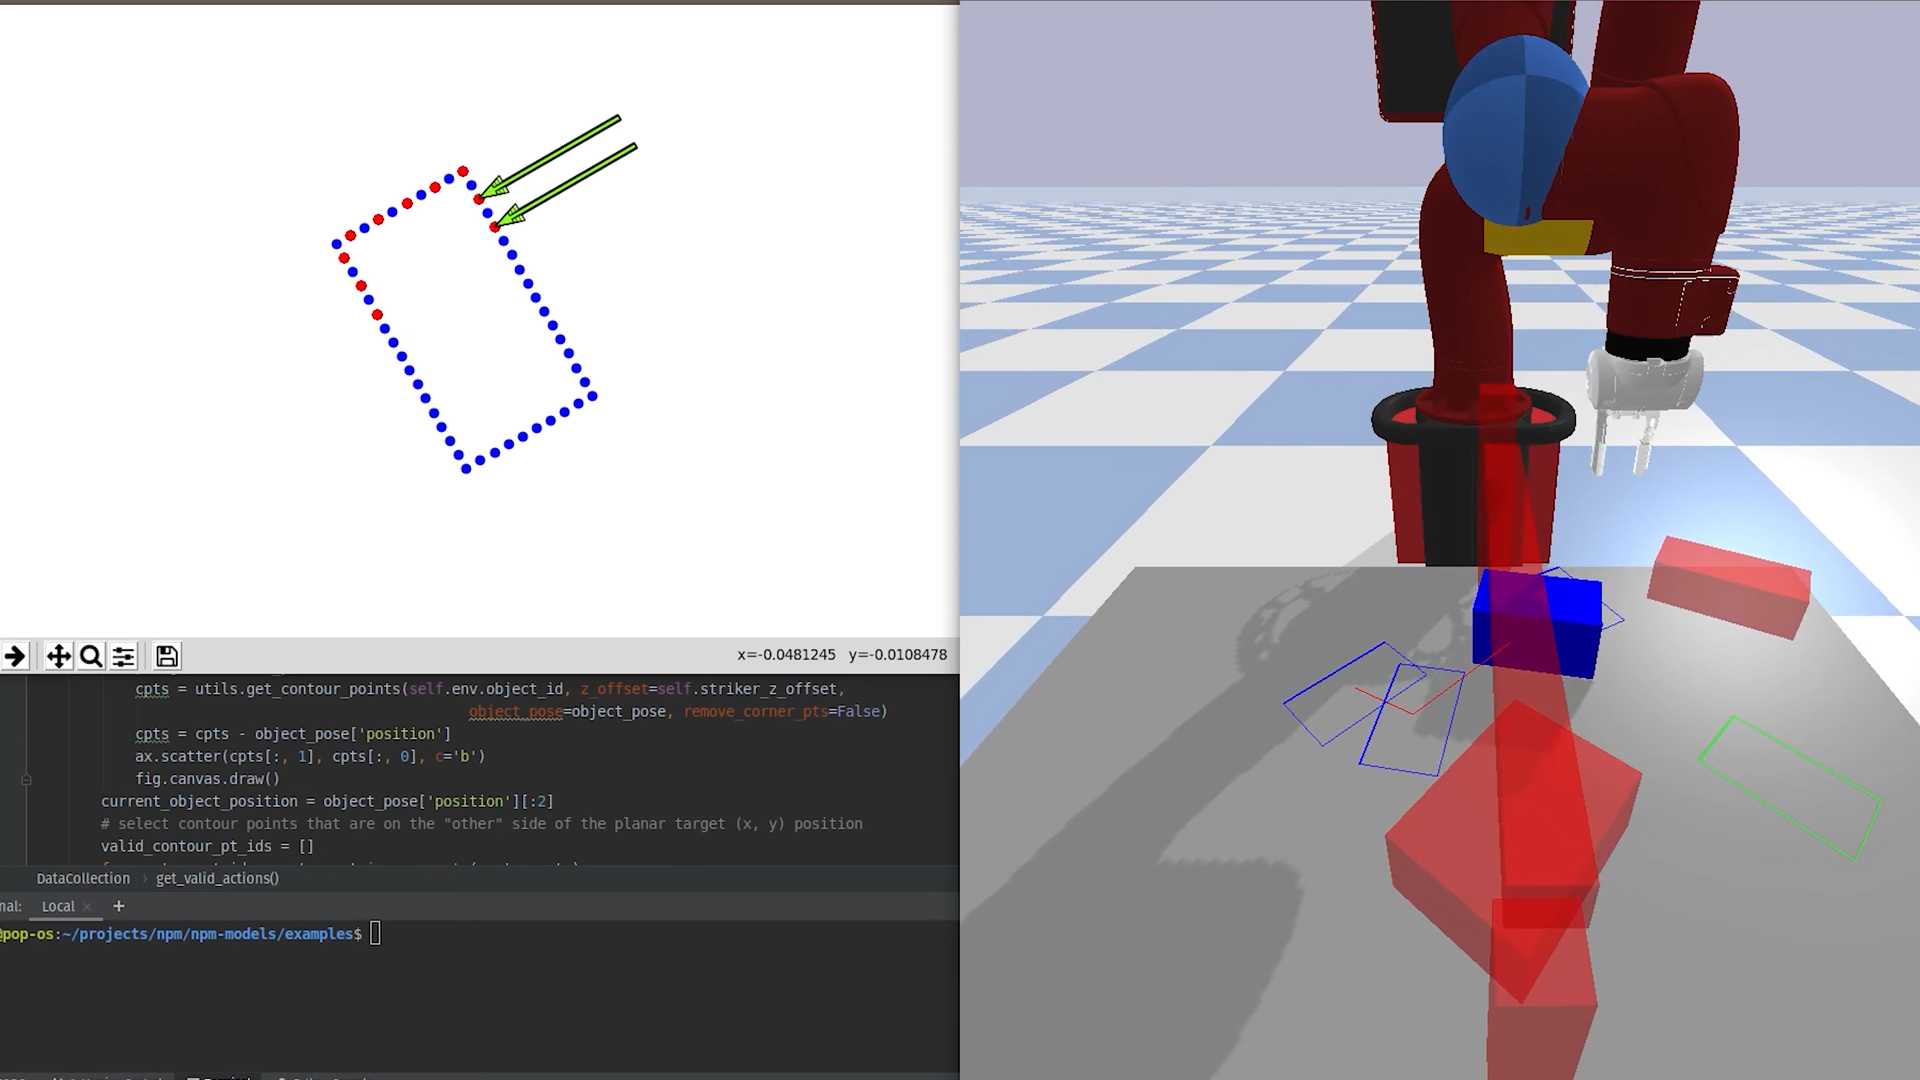 x=-0.0481245 y=-0.0108478
cpts = utils.get_contour_points(self.env.object_id, z_offset=self.striker_z_offset,
object_pose=object_pose, remove_corner_pts=False)
cpts = cpts - object_pose['position']
ax.scatter(cpts[:, 1], cpts[:, 0], c='b')
fig.canvas.draw()
current_object_position = object_pose['position'][:2]
# select contour points that are on the "other" side of the planar target (x, y) position
valid_contour_pt_ids = []
DataCollection › get_valid_actions()
nal: Local × +
@pop-os:~/projects/npm/npm-models/examples$